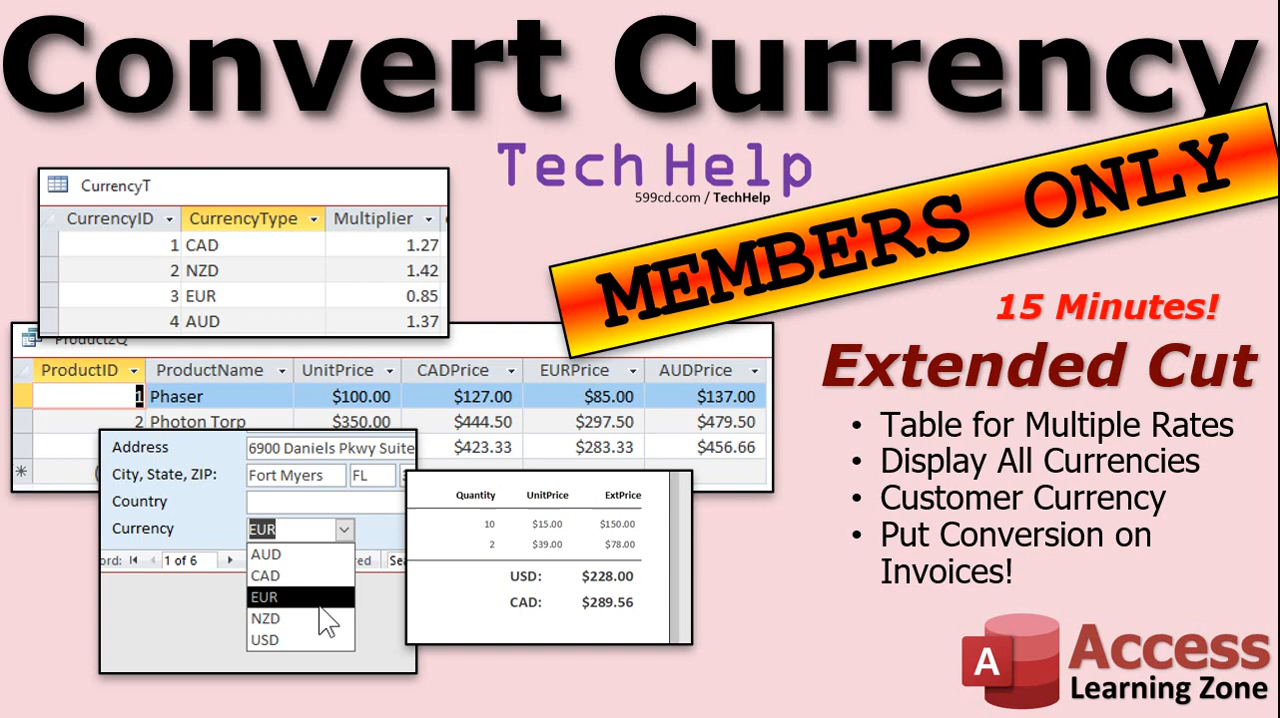 Convert Currency
TechHelp
599cd.com / TechHelp
MEMBERS ONLY
CurrencyT
CurrencyID CurrencyType Multiplier
1 CAD 1.27
2 NZD 1.42
3 EUR 0.85
4 AUD 1.37
15 Minutes!
Extended Cut
• Table for Multiple Rates
• Display All Currencies
• Customer Currency
• Put Conversion on
Invoices!
Product2Q
ProductID ProductName UnitPrice CADPrice EURPrice AUDPrice
1 Phaser $100.00 $127.00 $85.00 $137.00
2 Photon Torp $350.00 $444.50 $297.50 $479.50
$423.33 $283.33 $456.66
Address 6900 Daniels Pkwy Suite
City, State, ZIP: Fort Myers FL
Country
Currency EUR
1 of 6
AUD
CAD
EUR
NZD
USD
Quantity UnitPrice ExtPrice
10 $15.00 $150.00
2 $39.00 $78.00
USD: $228.00
CAD: $289.56
A
Access
Learning Zone